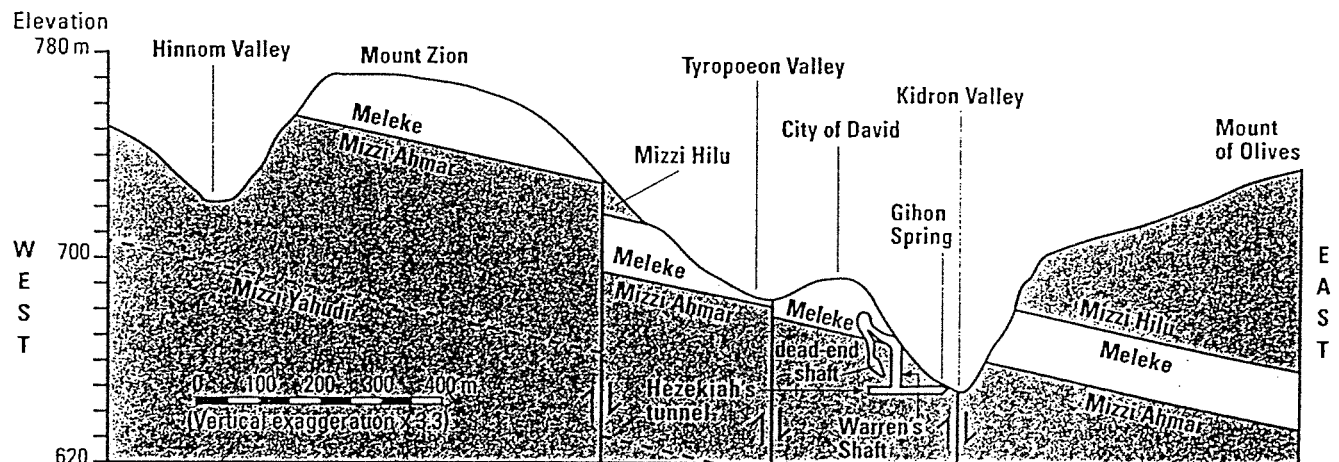 Elevation
780 m
Hinnom Valley
Mount Zion
Tyropoeon Valley
Kidron Valley
City of David
Mount
of Olives
Meleke
Mizzi Ahmar
Mizzi Hilu
Gihon
Spring
WEST
700
EAST
Meleke
Mizzi Ahmar
Mizzi Yahudi
Meleke
Mizzi Hilu
Meleke
Mizzi Ahmar
dead-end
shaft
Hezekiah's
tunnel
Warren's
Shaft
0 100 200 300 400 m
(Vertical exaggeration x 3.3)
620